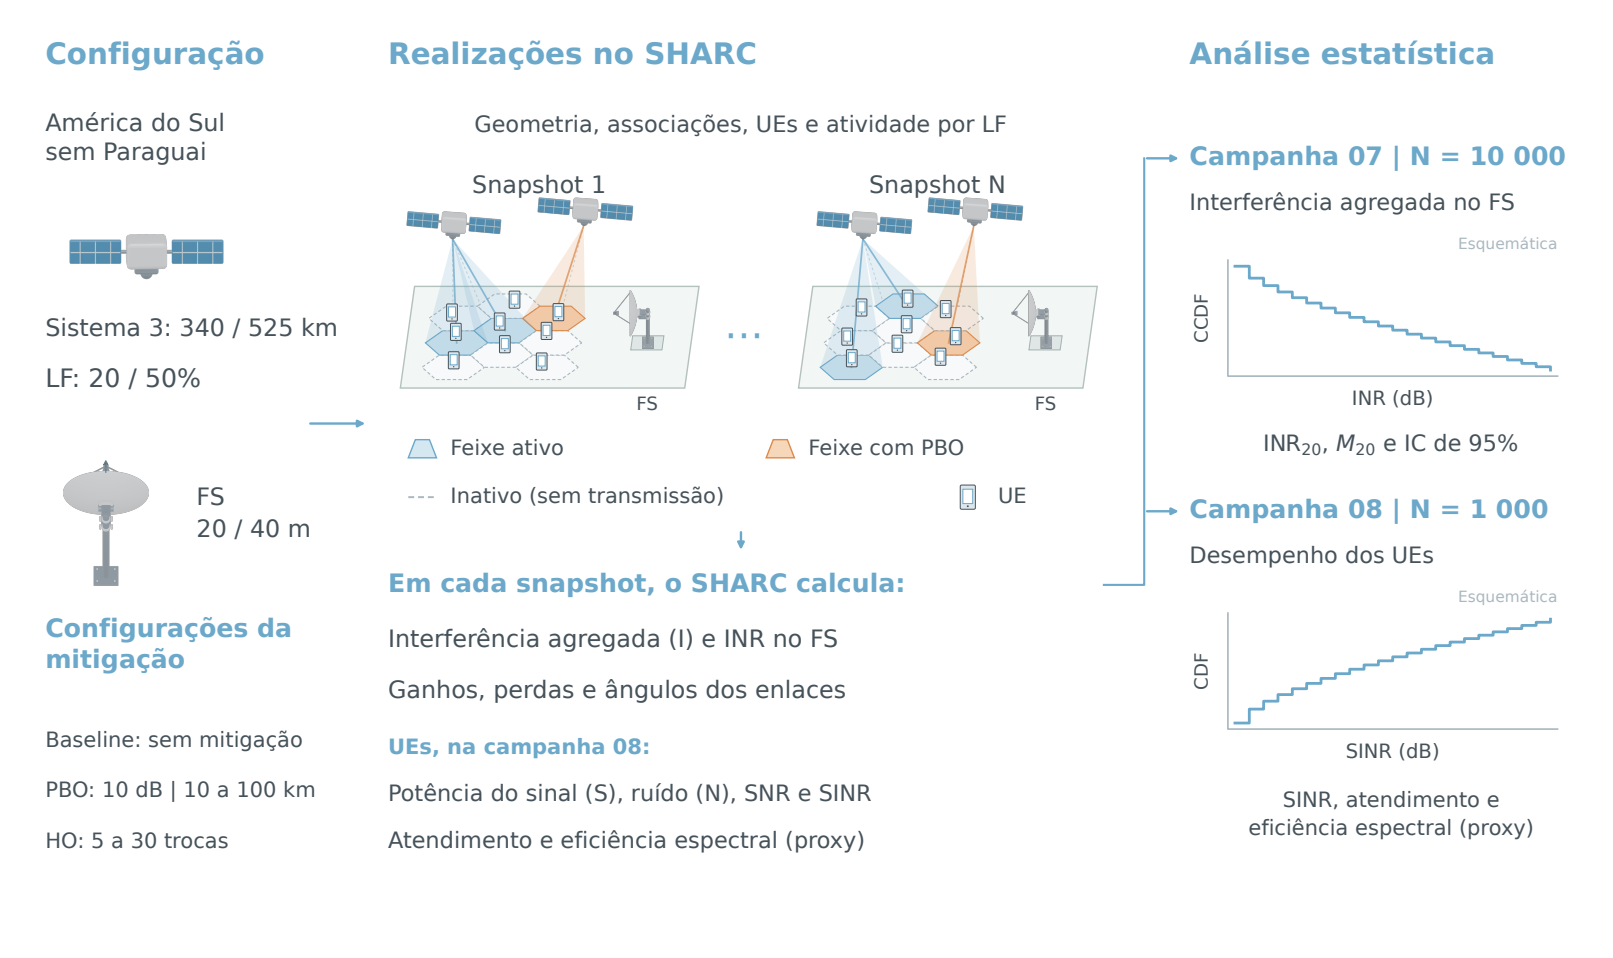 Configuração
América do Sul
sem Paraguai
Sistema 3: 340 / 525 km
LF: 20 / 50%
FS
20 / 40 m
Configurações da
mitigação
Baseline: sem mitigação
PBO: 10 dB | 10 a 100 km
HO: 5 a 30 trocas
Realizações no SHARC
Geometria, associações, UEs e atividade por LF
Snapshot 1
Snapshot N
...
FS
FS
Feixe ativo
Feixe com PBO
Inativo (sem transmissão)
UE
Em cada snapshot, o SHARC calcula:
Interferência agregada (I) e INR no FS
Ganhos, perdas e ângulos dos enlaces
UEs, na campanha 08:
Potência do sinal (S), ruído (N), SNR e SINR
Atendimento e eficiência espectral (proxy)
Análise estatística
Campanha 07 | N = 10 000
Interferência agregada no FS
Esquemática
CCDF
INR (dB)
INR₂₀, M₂₀ e IC de 95%
Campanha 08 | N = 1 000
Desempenho dos UEs
Esquemática
CDF
SINR (dB)
SINR, atendimento e
eficiência espectral (proxy)